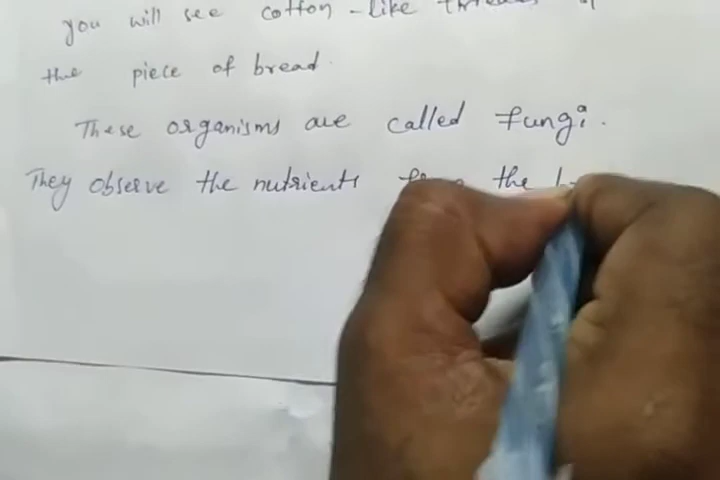 you will see cotton-like
the piece of bread.
These organisms are called fungi.
They observe the nutrients from the